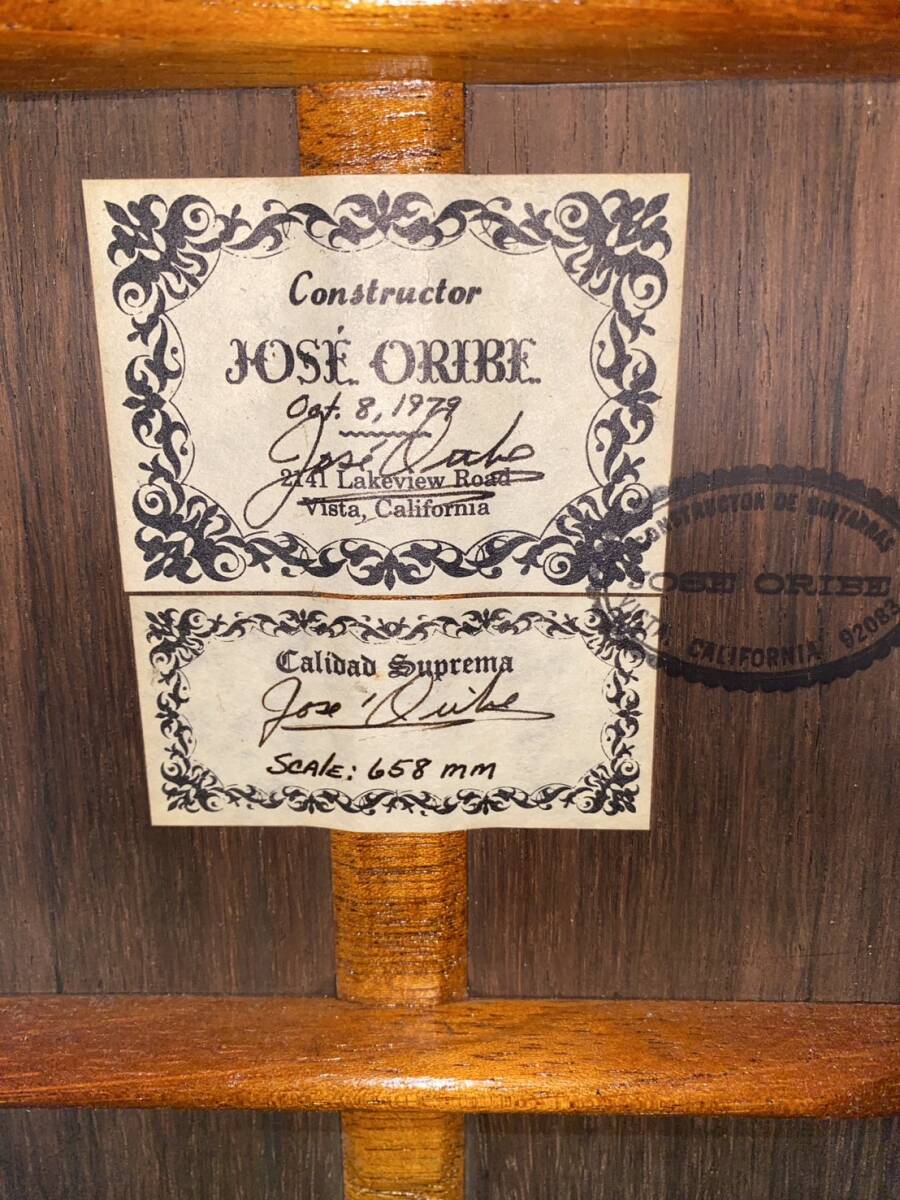 Constructor
JOSÉ ORIBE
Oct. 8, 1979
José Oribe
2141 Lakeview Road
Vista, California
Calidad Suprema
José Oribe
SCALE: 658 mm
CONSTRUCTOR DE GUITARRAS
JOSE ORIBE
VISTA, CALIFORNIA 92083